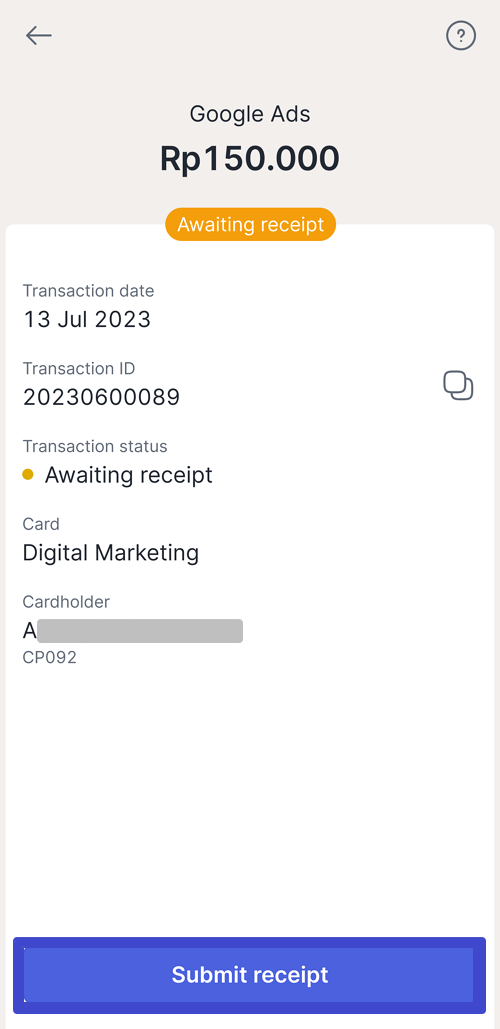 Google Ads
Rp150.000
Awaiting receipt
Transaction date
13 Jul 2023
Transaction ID
20230600089
Transaction status
Awaiting receipt
Card
Digital Marketing
Cardholder
A
CP092
Submit receipt